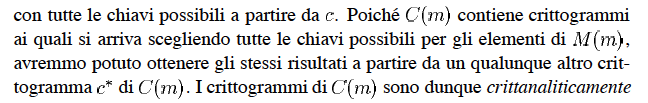 con tutte le chiavi possibili a partire da c. Poiché C(m) contiene crittogrammi
ai quali si arriva scegliendo tutte le chiavi possibili per gli elementi di M(m),
avremmo potuto ottenere gli stessi risultati a partire da un qualunque altro crit-
togramma c* di C(m). I crittogrammi di C(m) sono dunque crittanaliticamente